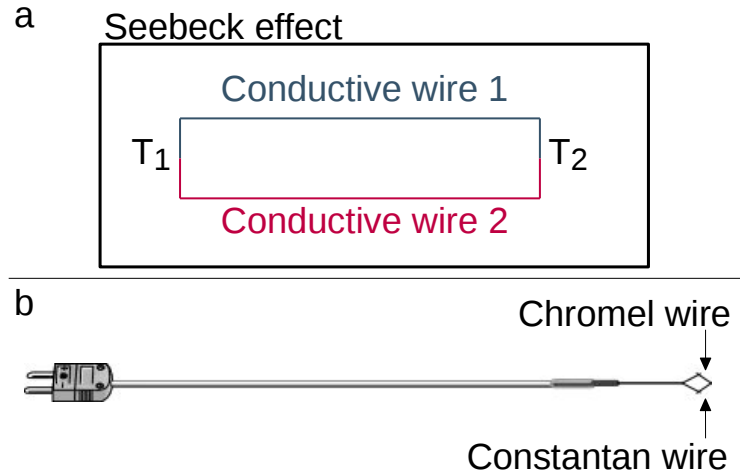 a
Seebeck effect
Conductive wire 1
T1 T2
Conductive wire 2
b
Chromel wire
Constantan wire